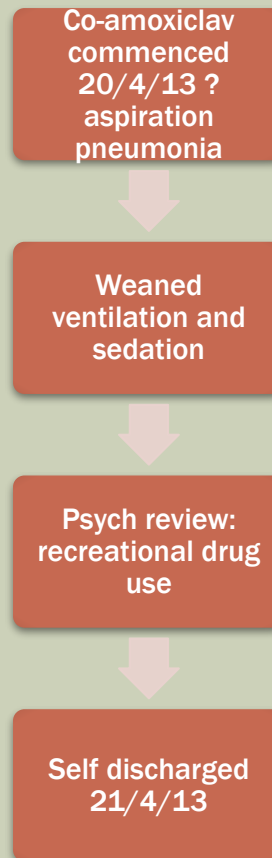 Co-amoxiclav
commenced
20/4/13 ?
aspiration
pneumonia
Weaned
ventilation and
sedation
Psych review:
recreational drug
use
Self discharged
21/4/13